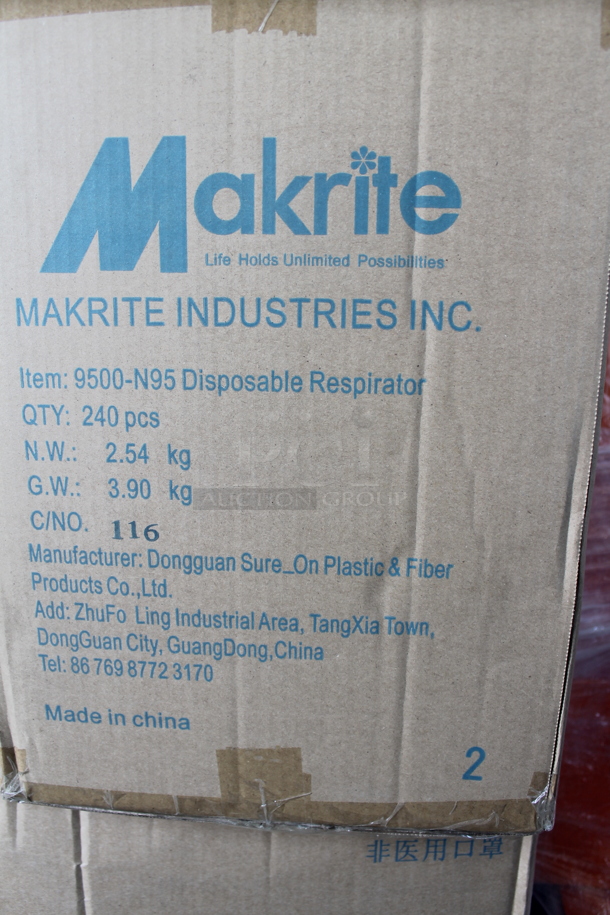 Makrite
Life Holds Unlimited Possibilities
MAKRITE INDUSTRIES INC.
Item: 9500-N95 Disposable Respirator
QTY: 240 pcs
N.W.: 2.54 kg
G.W.: 3.90 kg
AUCTION GROUP
C/NO. 116
Manufacturer: Dongguan Sure_On Plastic & Fiber
Products Co.,Ltd.
Add: ZhuFo Ling Industrial Area, TangXia Town,
DongGuan City, GuangDong,China
Tel: 86 769 8772 3170
Made in china
2
非医用口罩